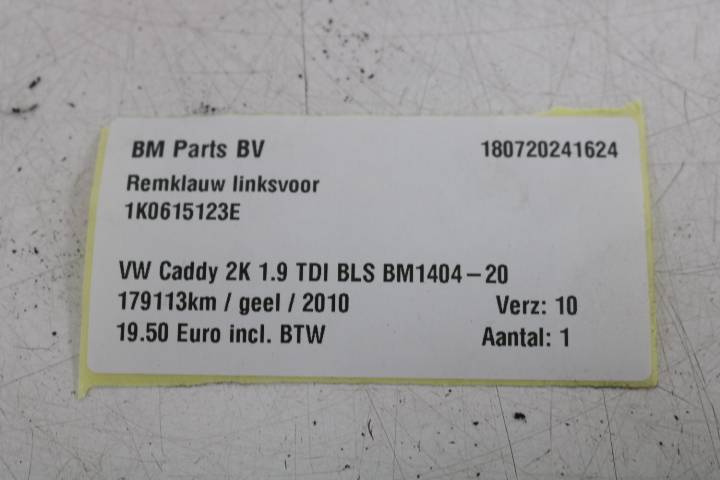 BM Parts BV 180720241624
Remklauw linksvoor
1K0615123E
VW Caddy 2K 1.9 TDI BLS BM1404-20
179113km / geel / 2010 Verz: 10
19.50 Euro incl. BTW Aantal: 1